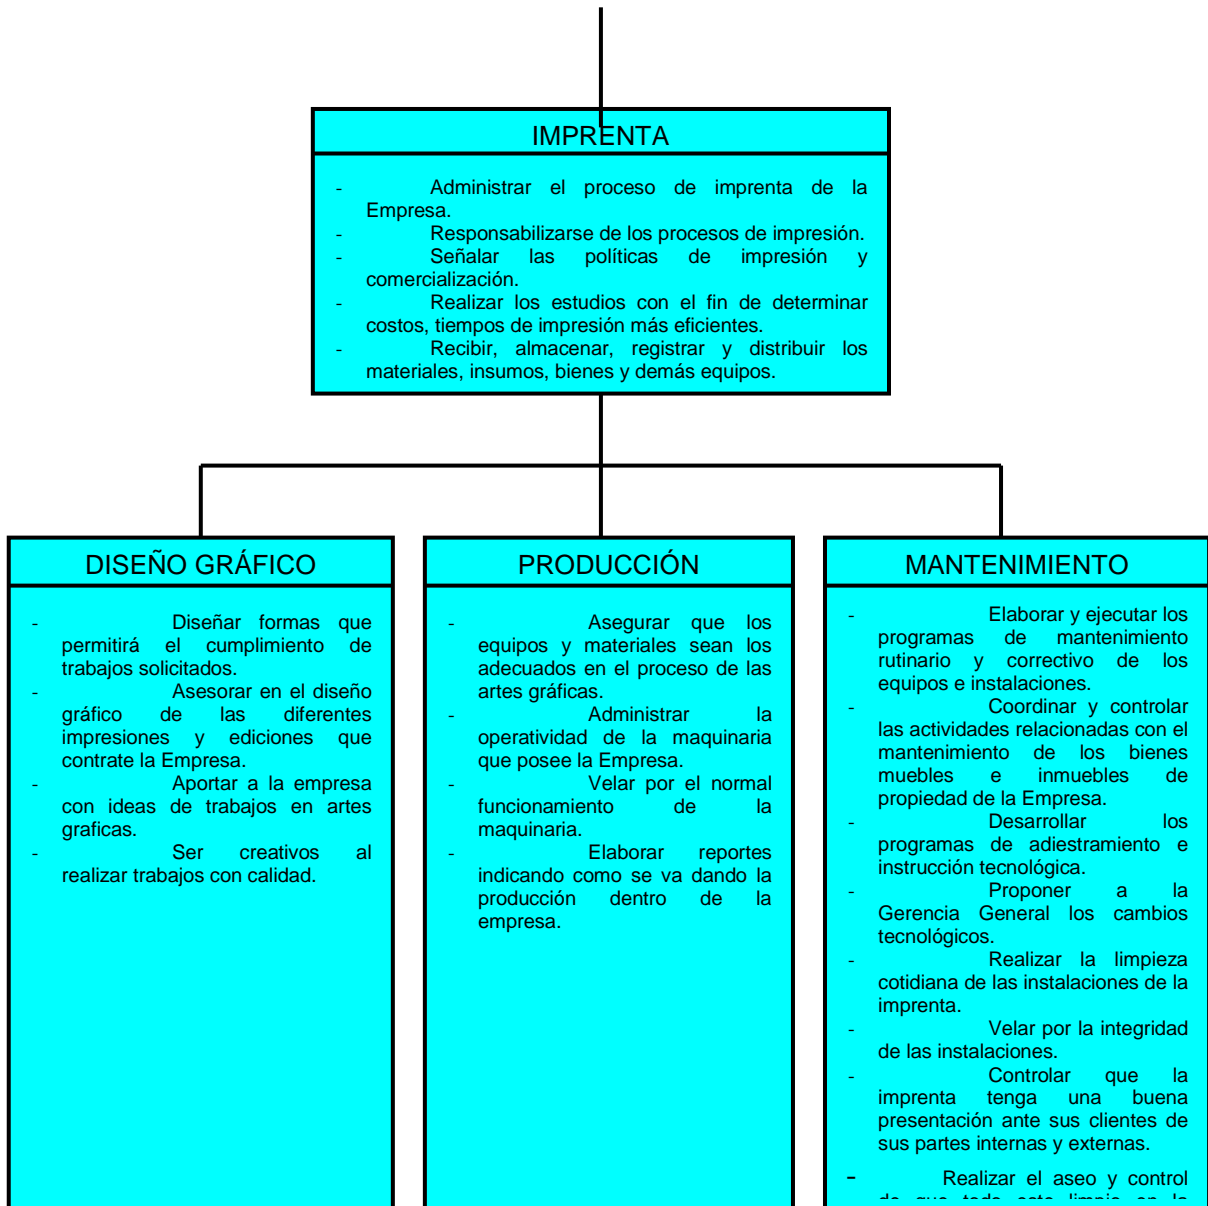 IMPRENTA
- Administrar el proceso de imprenta de la
Empresa.
- Responsabilizarse de los procesos de impresión.
- Señalar las políticas de impresión y
comercialización.
- Realizar los estudios con el fin de determinar
costos, tiempos de impresión más eficientes.
- Recibir, almacenar, registrar y distribuir los
materiales, insumos, bienes y demás equipos.
DISEÑO GRÁFICO
- Diseñar formas que
permitirá el cumplimiento de
trabajos solicitados.
- Asesorar en el diseño
gráfico de las diferentes
impresiones y ediciones que
contrate la Empresa.
- Aportar a la empresa
con ideas de trabajos en artes
graficas.
- Ser creativos al
realizar trabajos con calidad.
PRODUCCIÓN
- Asegurar que los
equipos y materiales sean los
adecuados en el proceso de las
artes gráficas.
- Administrar la
operatividad de la maquinaria
que posee la Empresa.
- Velar por el normal
funcionamiento de la
maquinaria.
- Elaborar reportes
indicando como se va dando la
producción dentro de la
empresa.
MANTENIMIENTO
- Elaborar y ejecutar los
programas de mantenimiento
rutinario y correctivo de los
equipos e instalaciones.
- Coordinar y controlar
las actividades relacionadas con el
mantenimiento de los bienes
muebles e inmuebles de
propiedad de la Empresa.
- Desarrollar los
programas de adiestramiento e
instrucción tecnológica.
- Proponer a la
Gerencia General los cambios
tecnológicos.
- Realizar la limpieza
cotidiana de las instalaciones de la
imprenta.
- Velar por la integridad
de las instalaciones.
- Controlar que la
imprenta tenga una buena
presentación ante sus clientes de
sus partes internas y externas.
- Realizar el aseo y control
de que todo este limpio en la